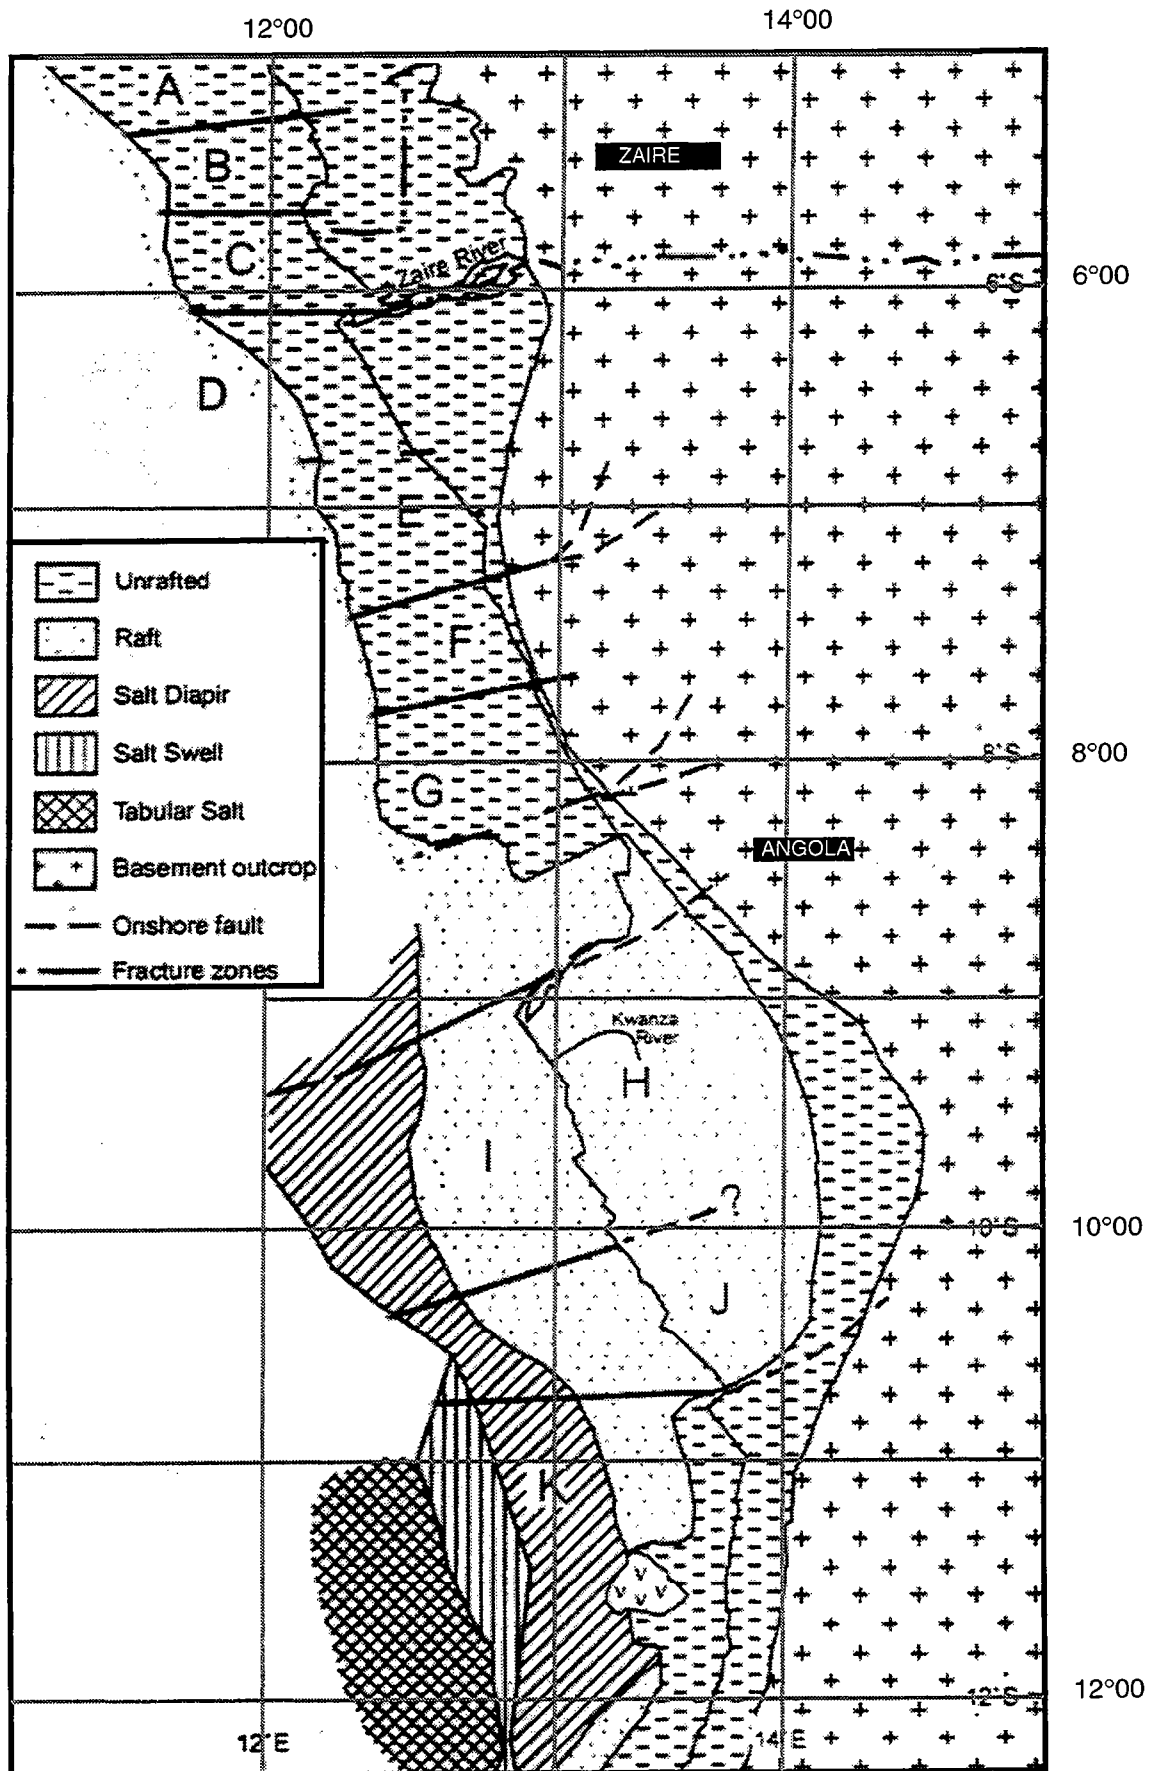 12°00
14°00
A
ZAIRE
B
C
Zaire River
6°S
6°00
D
E
Unrafted
F
Raft
Salt Diapir
Salt Swell
8°S
8°00
G
Tabular Salt
ANGOLA
Basement outcrop
Onshore fault
Fracture zones
Kwanza
River
H
I
?
10°S
10°00
J
K
v v v
v v v
v
12°S
12°00
12°E
14°E